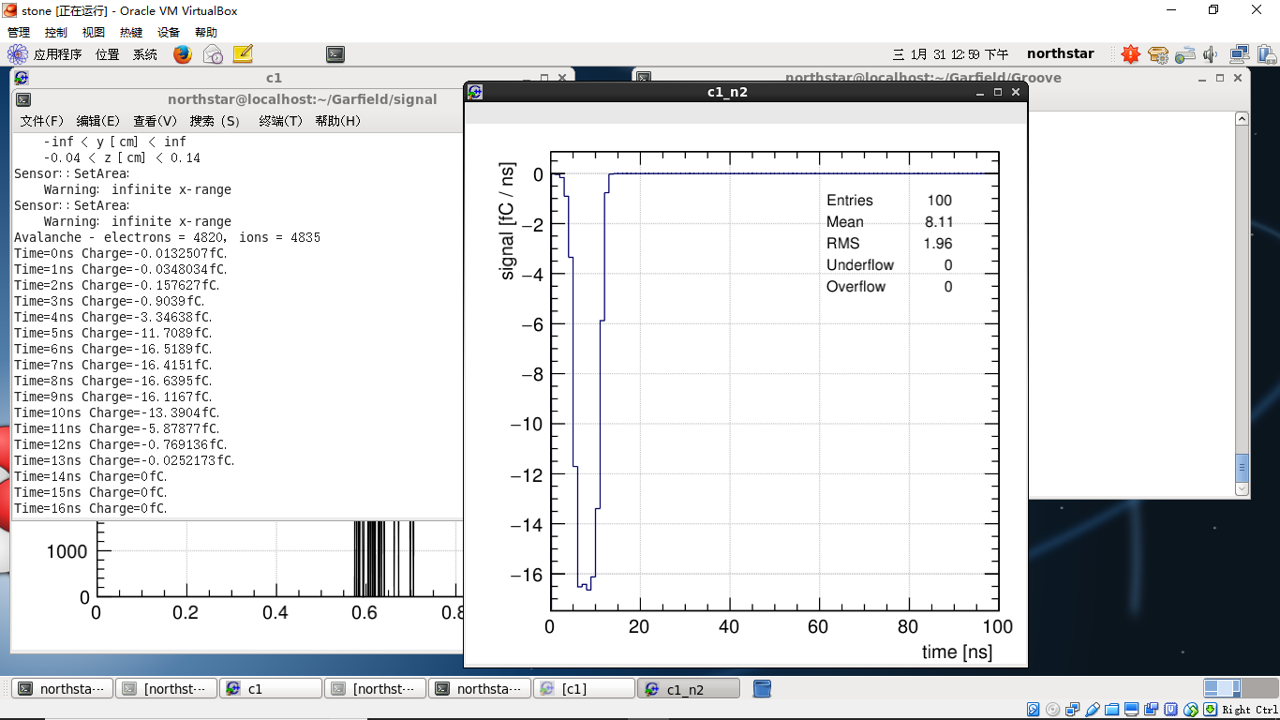 stone [正在运行] - Oracle VM VirtualBox
管理 控制 视图 热键 设备 帮助
应用程序 位置 系统 三 1月 31 12:59 下午 northstar
c1
northstar@localhost:~/Garfield/Groove
northstar@localhost:~/Garfield/signal
文件(F) 编辑(E) 查看(V) 搜索 (S) 终端(T) 帮助(H)
-inf < y [cm] < inf
-0.04 < z [cm] < 0.14
Sensor::SetArea:
Warning: infinite x-range
Sensor::SetArea:
Warning: infinite x-range
Avalanche - electrons = 4820, ions = 4835
Time=0ns Charge=-0.0132507fC.
Time=1ns Charge=-0.0348034fC.
Time=2ns Charge=-0.157627fC.
Time=3ns Charge=-0.9039fC.
Time=4ns Charge=-3.34638fC.
Time=5ns Charge=-11.7089fC.
Time=6ns Charge=-16.5189fC.
Time=7ns Charge=-16.4151fC.
Time=8ns Charge=-16.6395fC.
Time=9ns Charge=-16.1167fC.
Time=10ns Charge=-13.3904fC.
Time=11ns Charge=-5.87877fC.
Time=12ns Charge=-0.769136fC.
Time=13ns Charge=-0.0252173fC.
Time=14ns Charge=0fC.
Time=15ns Charge=0fC.
Time=16ns Charge=0fC.
1000
0
0 0.2 0.4 0.6 0.8
c1_n2
signal [fC / ns]
0
−2
−4
−6
−8
−10
−12
−14
−16
Entries 100
Mean 8.11
RMS 1.96
Underflow 0
Overflow 0
0 20 40 60 80 100
time [ns]
northsta··· [northst··· c1 [northst··· northsta··· [c1] c1_n2
Right Ctrl